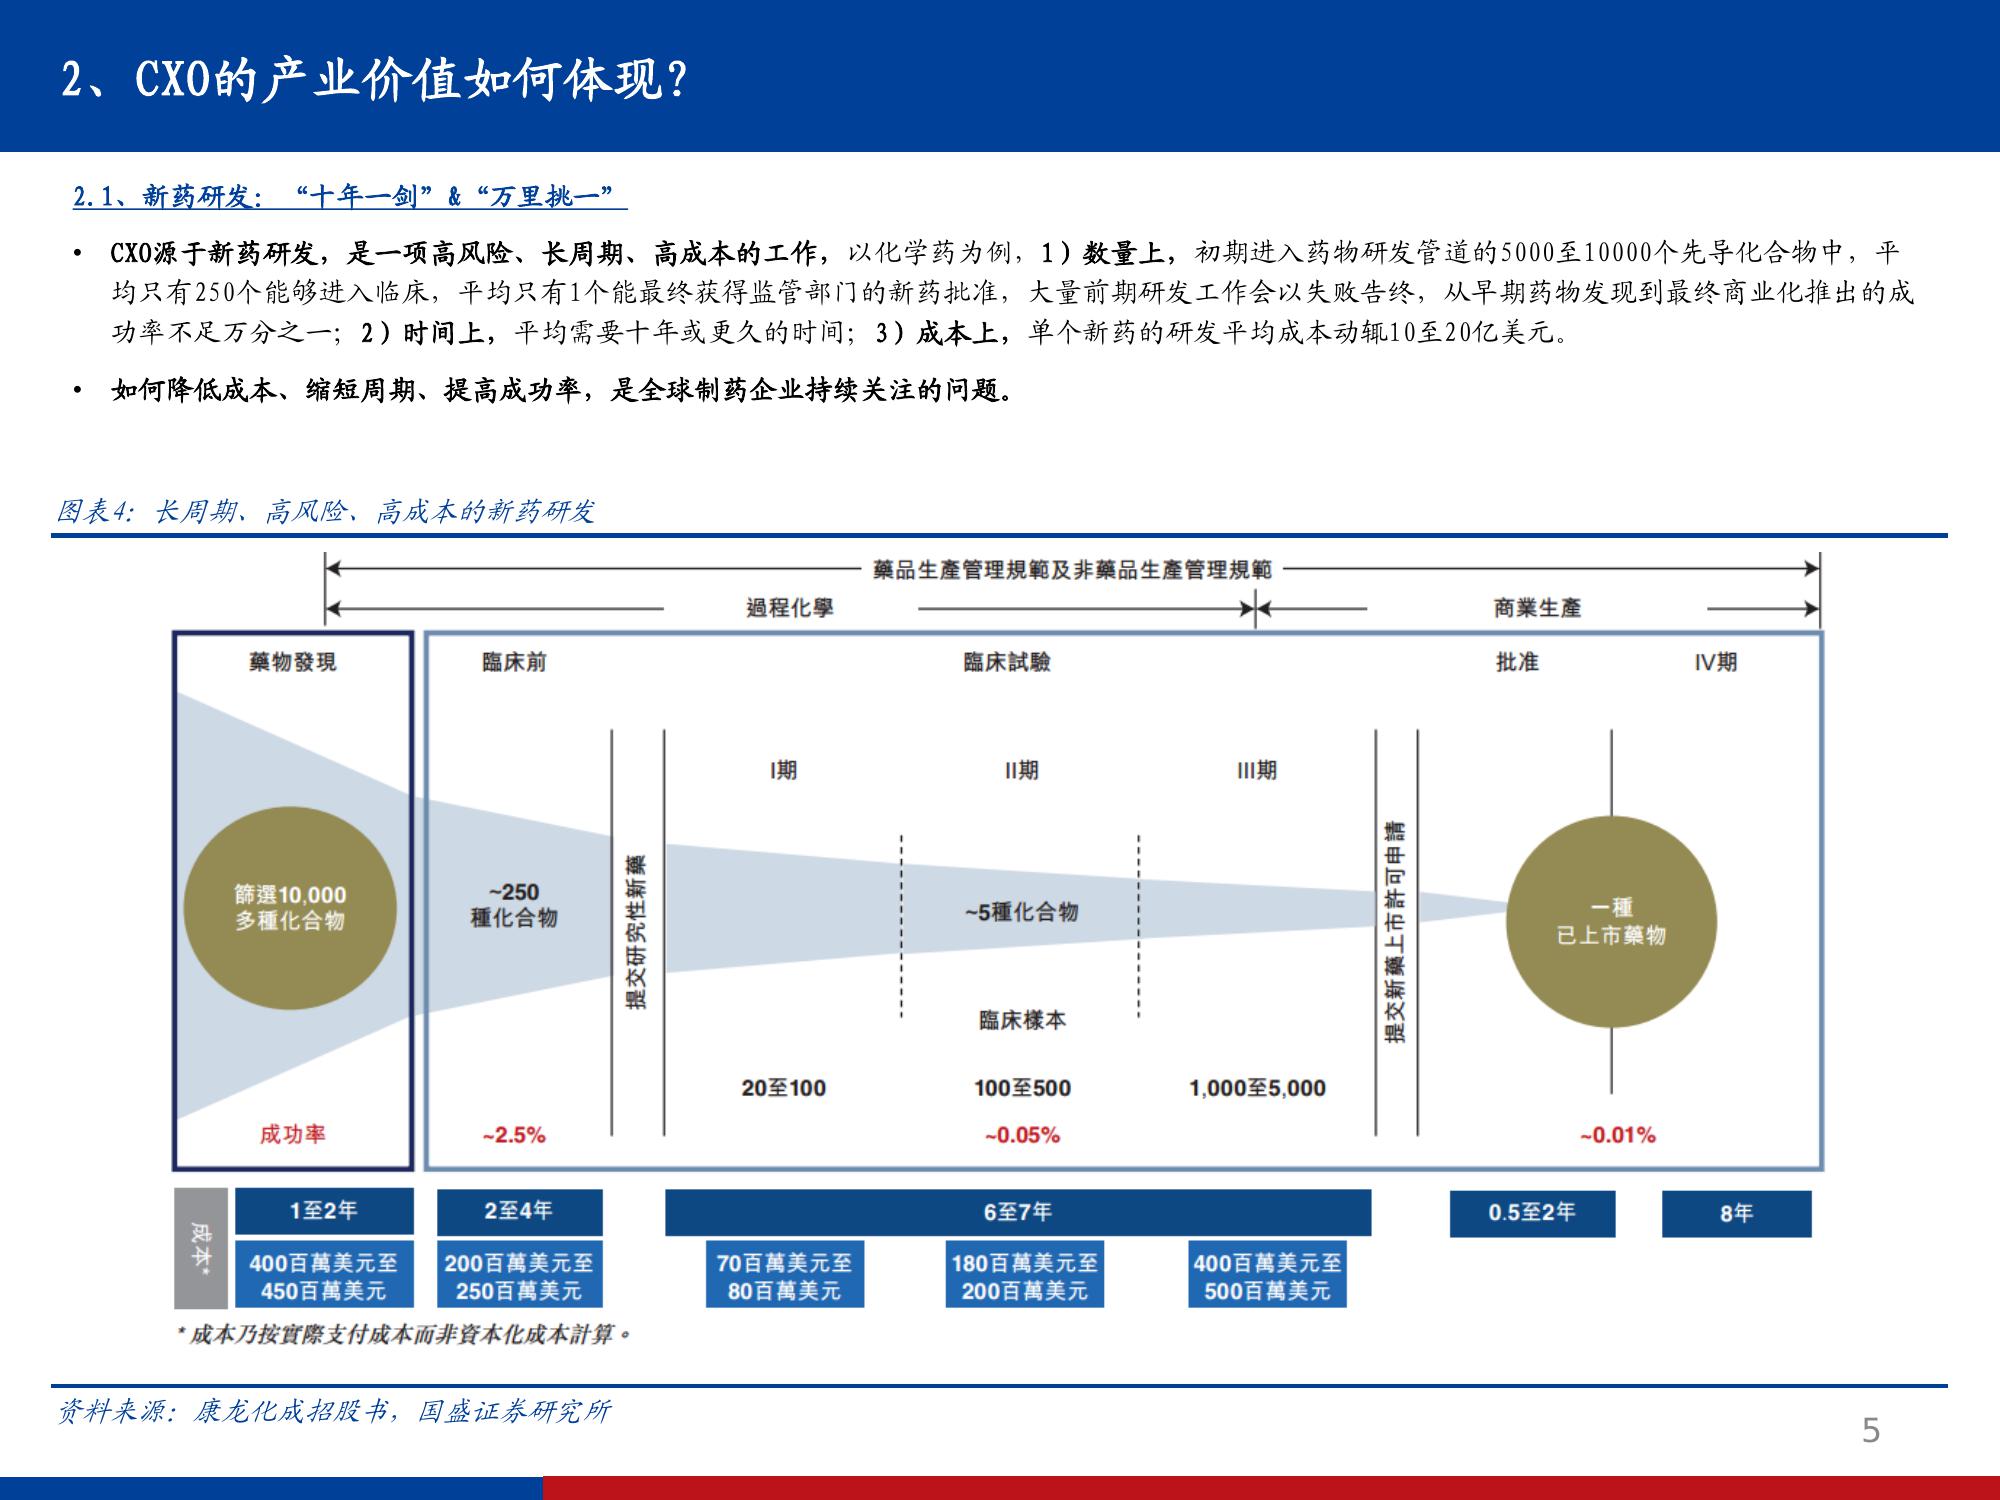 2、CXO的产业价值如何体现？
2.1、新药研发：“十年一剑”&“万里挑一”
• CXO源于新药研发，是一项高风险、长周期、高成本的工作，以化学药为例，1）数量上，初期进入药物研发管道的5000至10000个先导化合物中，平
均只有250个能够进入临床，平均只有1个能最终获得监管部门的新药批准，大量前期研发工作会以失败告终，从早期药物发现到最终商业化推出的成
功率不足万分之一；2）时间上，平均需要十年或更久的时间；3）成本上，单个新药的研发平均成本动辄10至20亿美元。
• 如何降低成本、缩短周期、提高成功率，是全球制药企业持续关注的问题。
图表4：长周期、高风险、高成本的新药研发
藥品生產管理規範及非藥品生產管理規範
過程化學
商業生產
藥物發現
臨床前
臨床試驗
批准
IV期
I期
II期
III期
篩選10,000
多種化合物
~250
種化合物
提交研究性新藥
~5種化合物
提交新藥上市許可申請
一種
已上市藥物
臨床樣本
20至100
100至500
1,000至5,000
成功率
~2.5%
~0.05%
~0.01%
成本*
1至2年
2至4年
6至7年
0.5至2年
8年
400百萬美元至
450百萬美元
200百萬美元至
250百萬美元
70百萬美元至
80百萬美元
180百萬美元至
200百萬美元
400百萬美元至
500百萬美元
* 成本乃按實際支付成本而非資本化成本計算。
资料来源：康龙化成招股书，国盛证券研究所
5